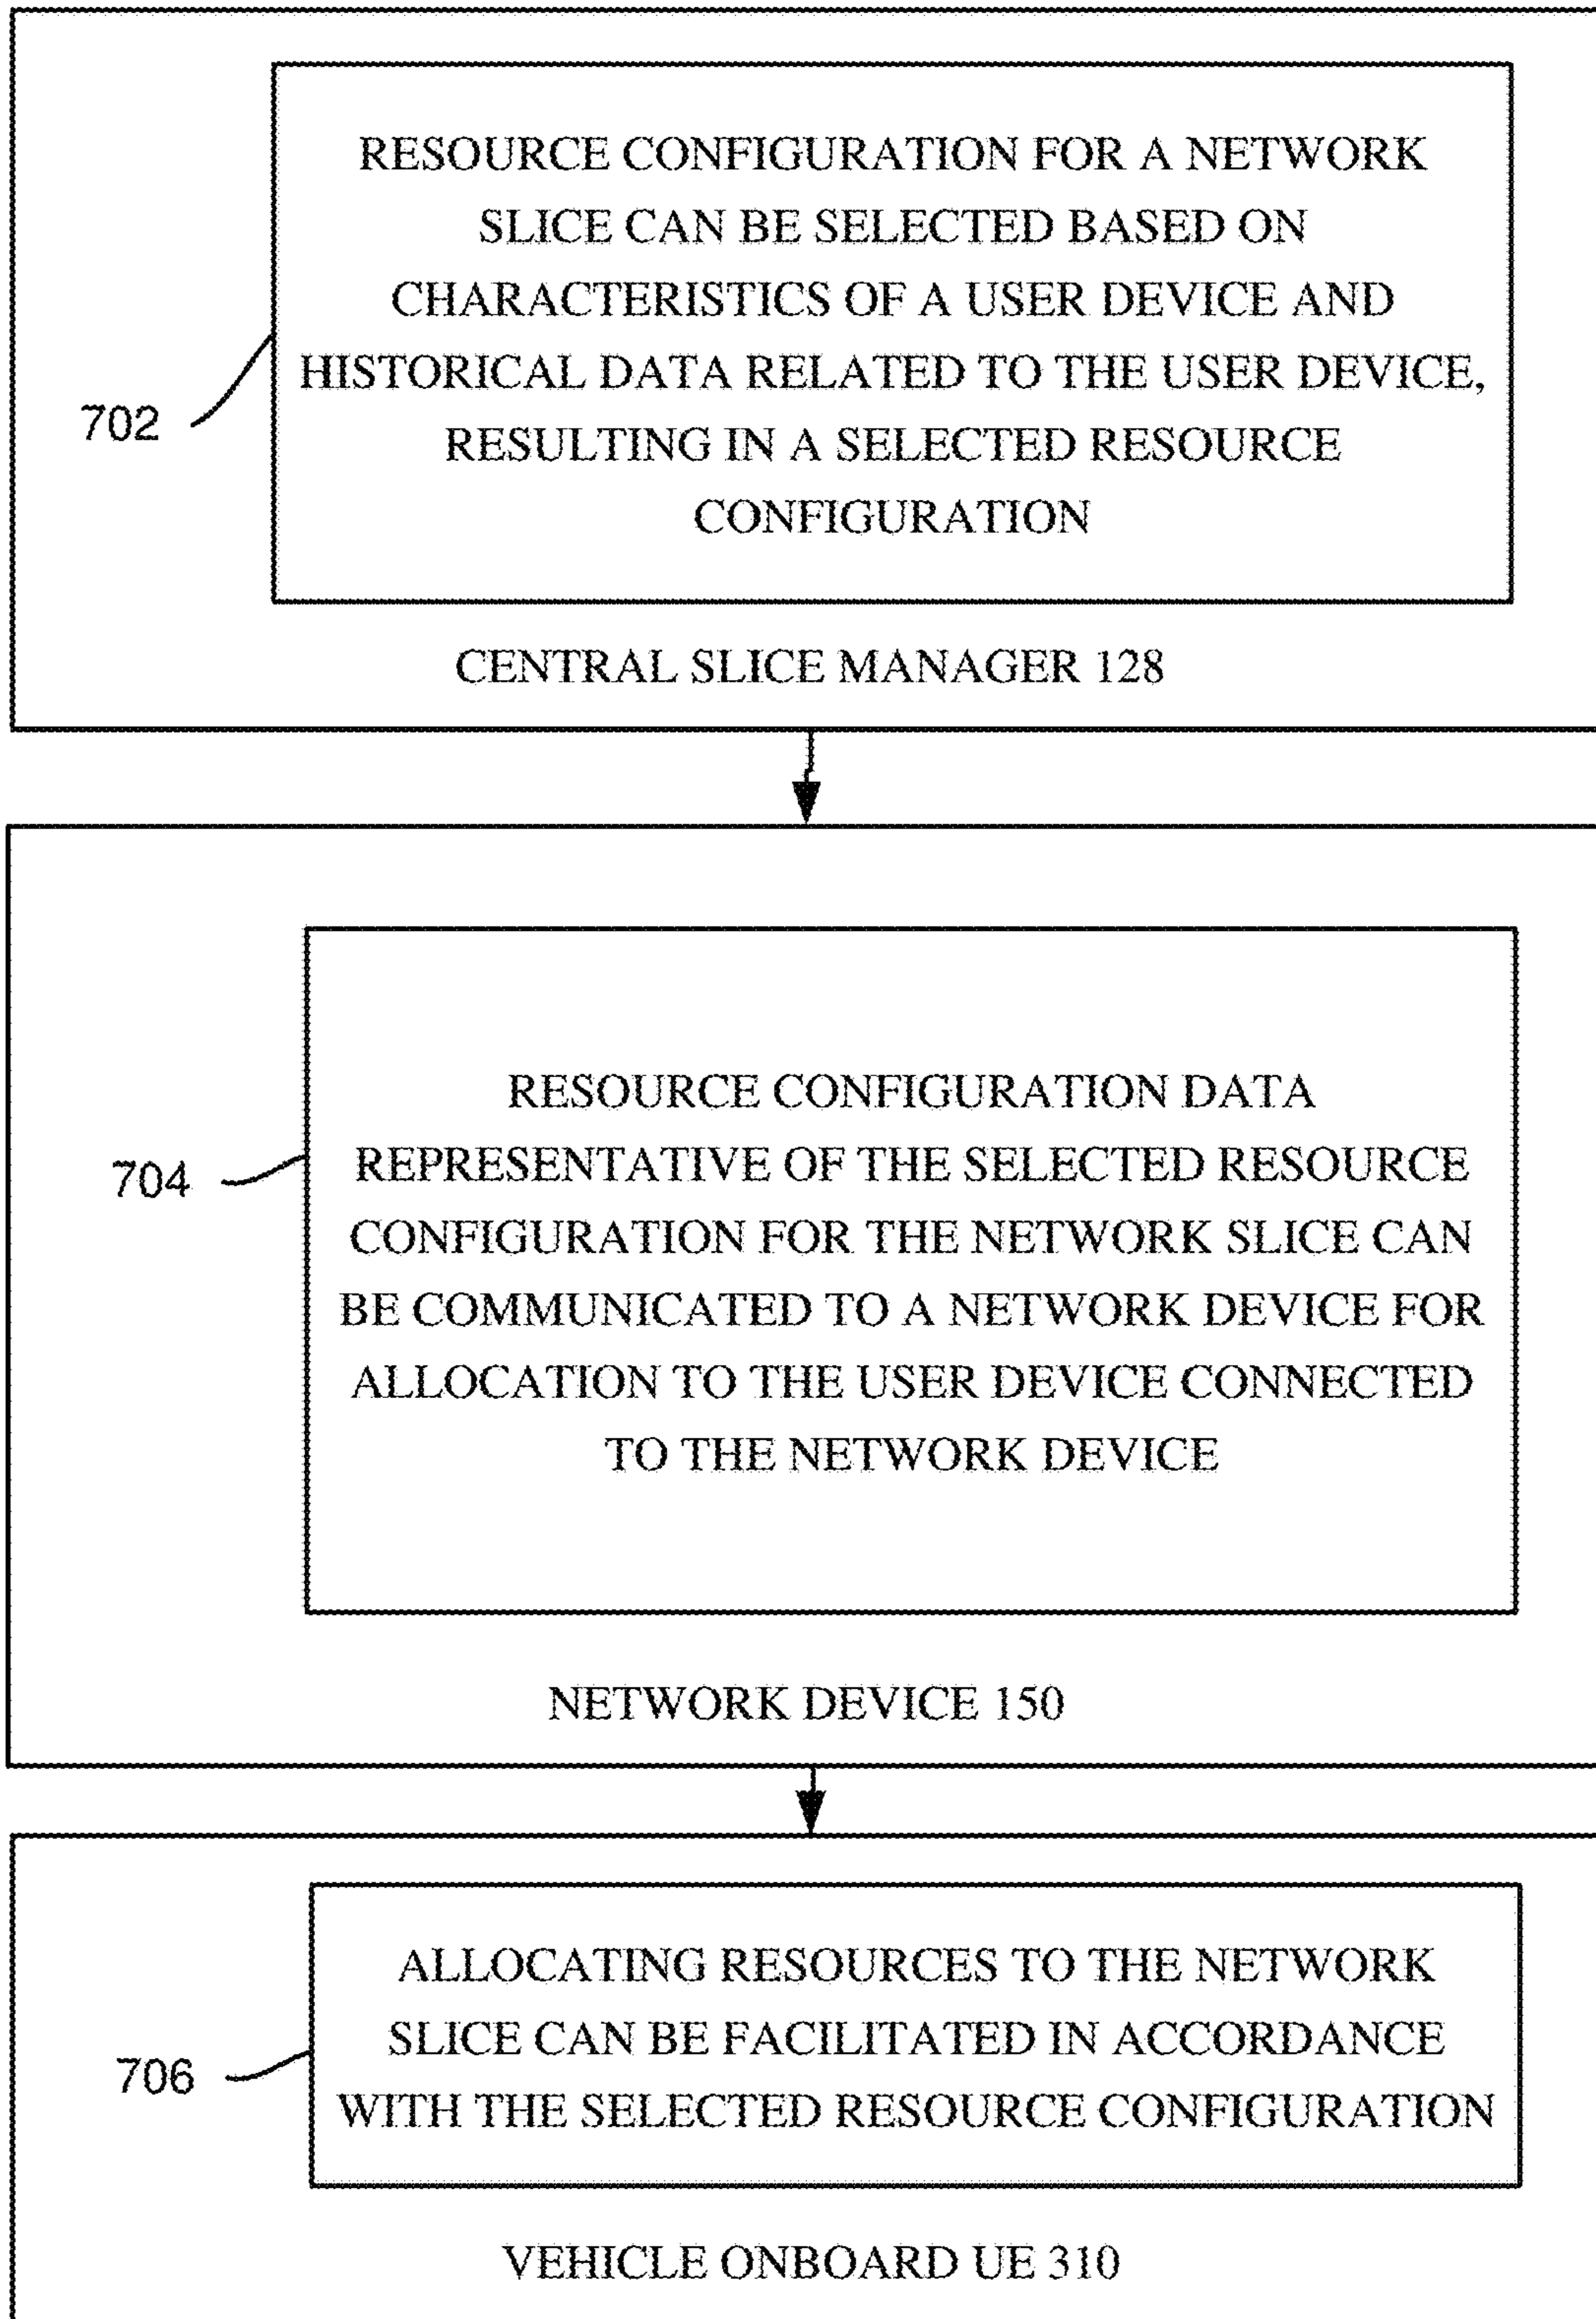 RESOURCE CONFIGURATION FOR A NETWORK
SLICE CAN BE SELECTED BASED ON
CHARACTERISTICS OF A USER DEVICE AND
HISTORICAL DATA RELATED TO THE USER DEVICE,
RESULTING IN A SELECTED RESOURCE
CONFIGURATION
702
CENTRAL SLICE MANAGER 128
RESOURCE CONFIGURATION DATA
REPRESENTATIVE OF THE SELECTED RESOURCE
CONFIGURATION FOR THE NETWORK SLICE CAN
BE COMMUNICATED TO A NETWORK DEVICE FOR
ALLOCATION TO THE USER DEVICE CONNECTED
TO THE NETWORK DEVICE
704
NETWORK DEVICE 150
ALLOCATING RESOURCES TO THE NETWORK
SLICE CAN BE FACILITATED IN ACCORDANCE
WITH THE SELECTED RESOURCE CONFIGURATION
706
VEHICLE ONBOARD UE 310